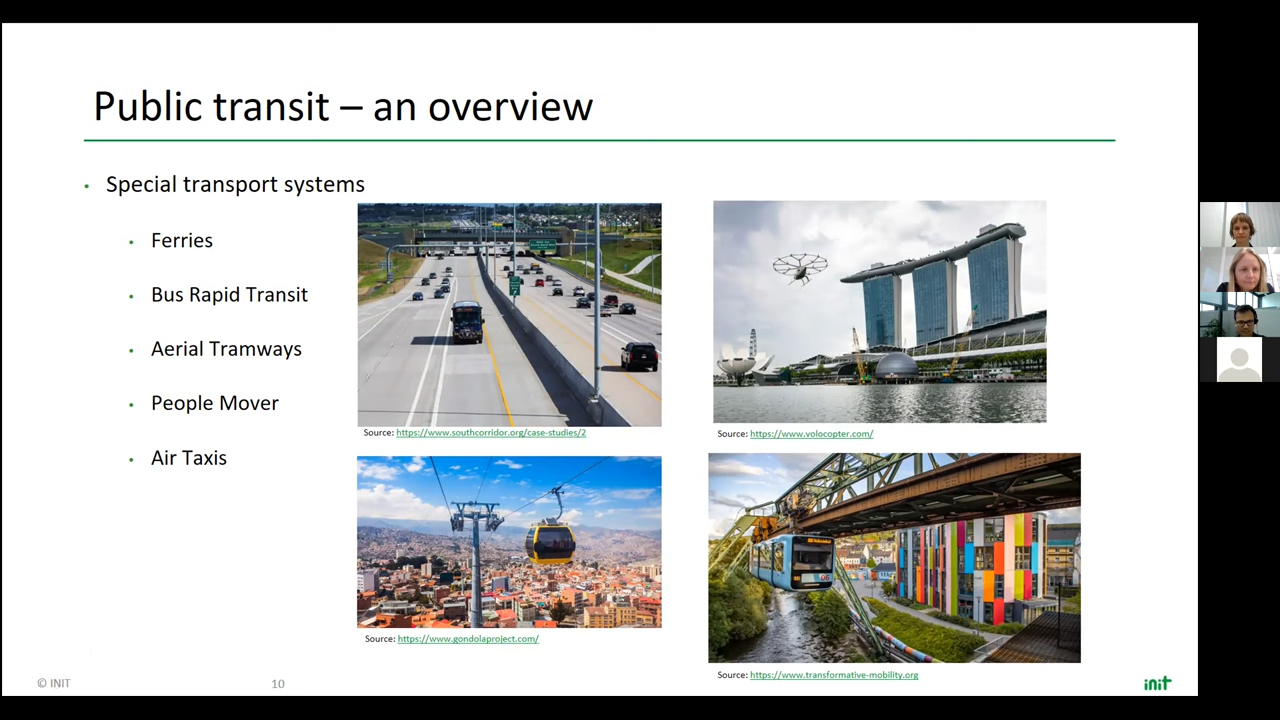 Public transit – an overview
• Special transport systems
• Ferries
• Bus Rapid Transit
• Aerial Tramways
• People Mover
• Air Taxis
Source: https://www.southcorridor.org/case-studies/2
Source: https://www.volocopter.com/
Source: https://www.gondolaproject.com/
Source: https://www.transformative-mobility.org
© INIT
10
init